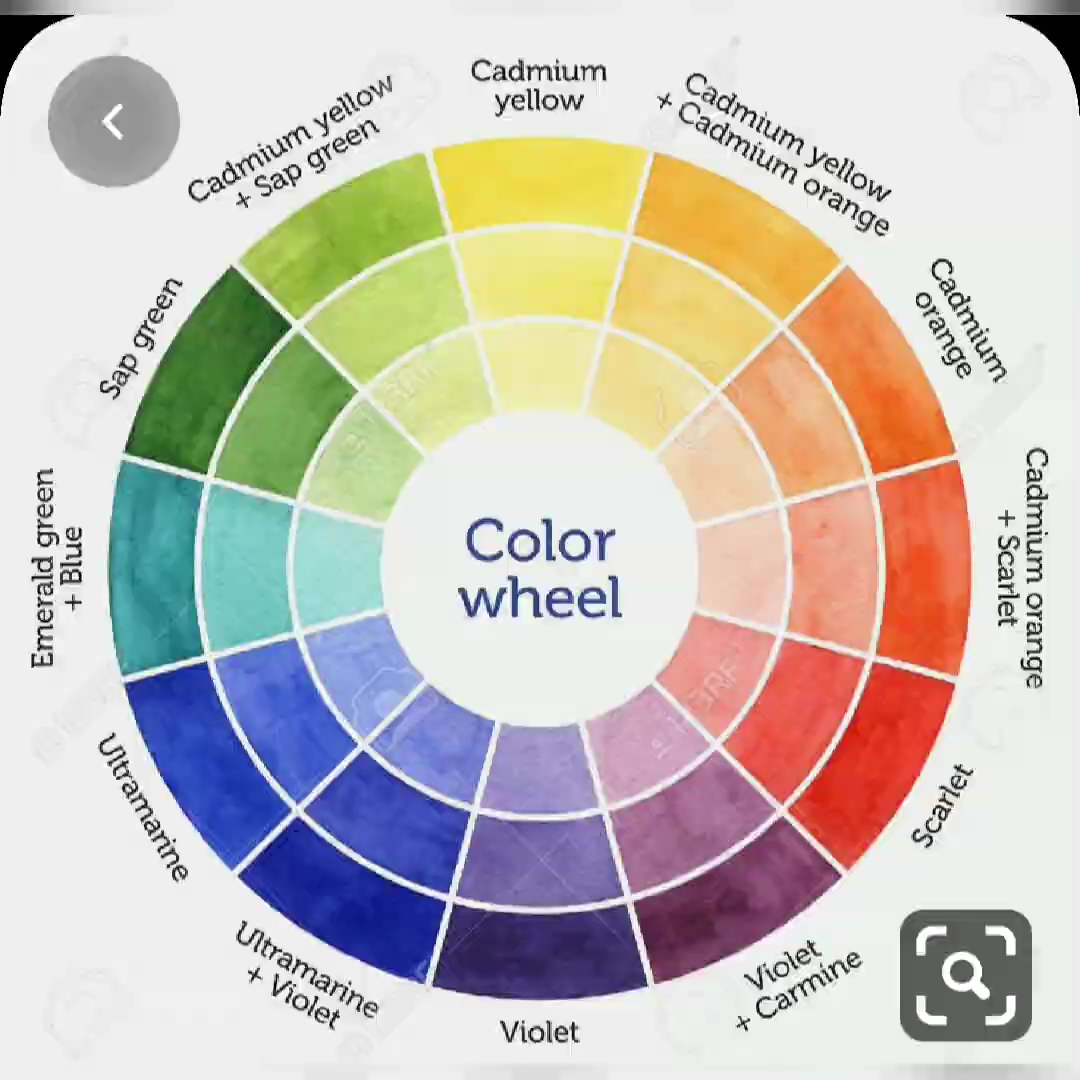 Cadmium
yellow
Cadmium yellow
+ Cadmium orange
Cadmium
orange
Cadmium orange
+ Scarlet
Scarlet
Violet
+ Carmine
Violet
Ultramarine
+ Violet
Ultramarine
Emerald green
+ Blue
Sap green
Cadmium yellow
+ Sap green
Color
wheel